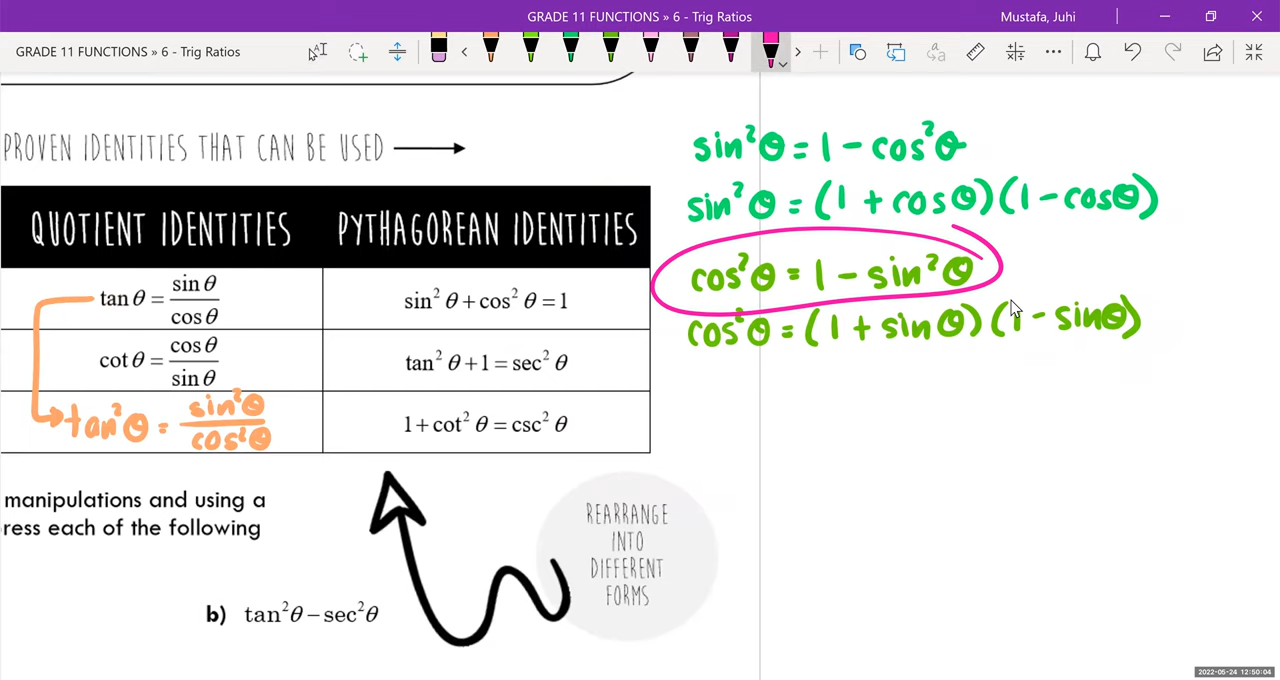 GRADE 11 FUNCTIONS » 6 - Trig Ratios
Mustafa, Juhi
GRADE 11 FUNCTIONS » 6 - Trig Ratios
PROVEN IDENTITIES THAT CAN BE USED
QUOTIENT IDENTITIES
PYTHAGOREAN IDENTITIES
tan θ = sin θ / cos θ
sin² θ + cos² θ = 1
cot θ = cos θ / sin θ
tan² θ + 1 = sec² θ
tan²θ = sin²θ / cos²θ
1 + cot² θ = csc² θ
sin²θ = 1 - cos²θ
sin²θ = (1 + cosθ)(1 - cosθ)
cos²θ = 1 - sin²θ
cos²θ = (1 + sinθ)(1 - sinθ)
manipulations and using a
ress each of the following
REARRANGE
INTO
DIFFERENT
FORMS
b) tan²θ – sec²θ
2022-05-24 12:50:04